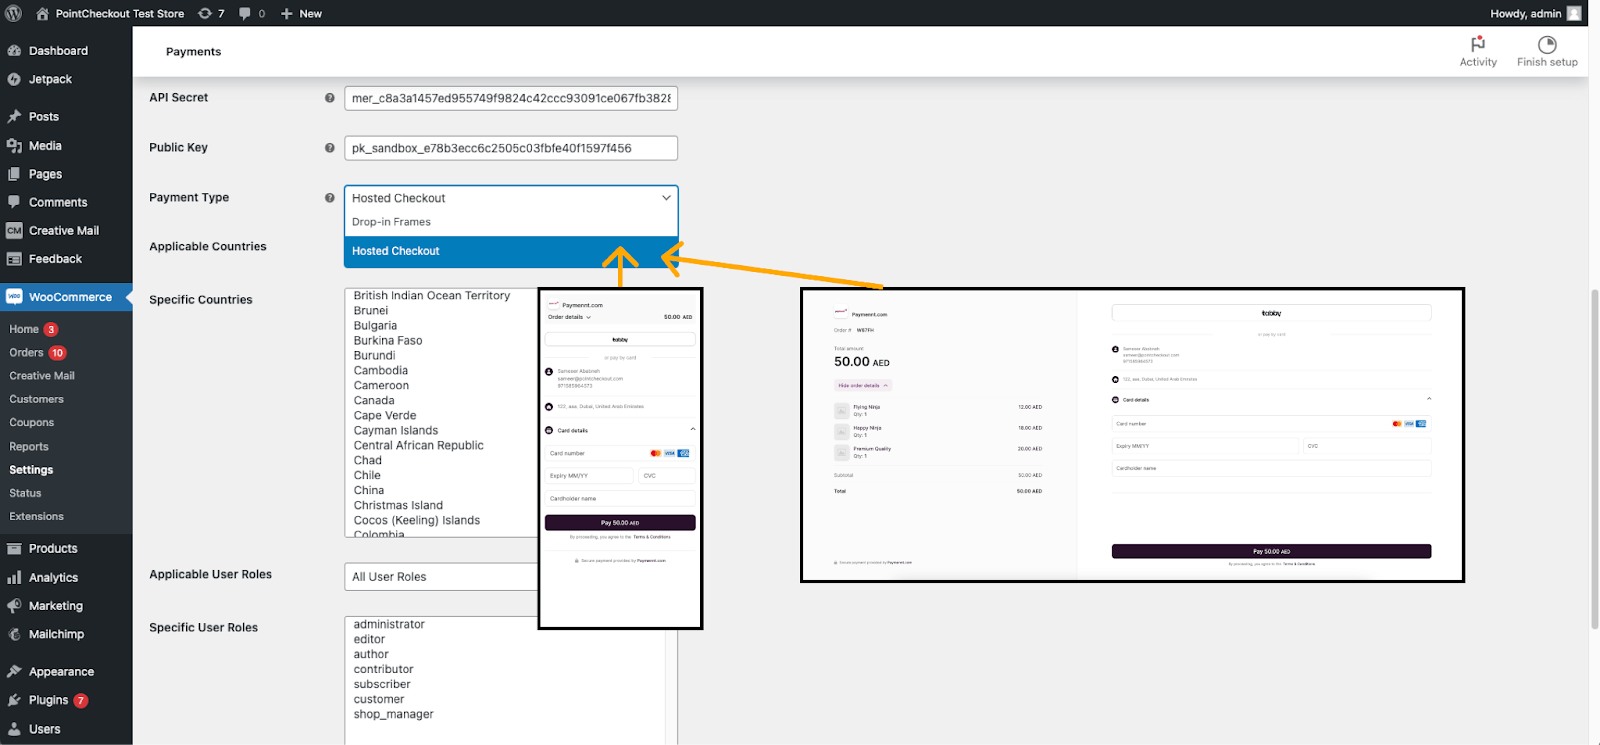 PointCheckout Test Store 7 0 New Howdy, admin
Dashboard
Jetpack
Posts
Media
Pages
Comments
CM Creative Mail
Feedback
WooCommerce
Home 3
Orders 10
Creative Mail
Customers
Coupons
Reports
Settings
Status
Extensions
Products
Analytics
Marketing
Mailchimp
Appearance
Plugins 7
Users
Payments
Activity
Finish setup
API Secret
mer_c8a3a1457ed955749f9824c42ccc93091ce067fb3828
Public Key
pk_sandbox_e78b3ecc6c2505c03fbfe40f1597f456
Payment Type
Hosted Checkout
Drop-in Frames
Hosted Checkout
Applicable Countries
Specific Countries
British Indian Ocean Territory
Brunei
Bulgaria
Burkina Faso
Burundi
Cambodia
Cameroon
Canada
Cape Verde
Cayman Islands
Central African Republic
Chad
Chile
China
Christmas Island
Cocos (Keeling) Islands
Colombia
Applicable User Roles
All User Roles
Specific User Roles
administrator
editor
author
contributor
subscriber
customer
shop_manager
Paymennt.com
Order details 50.00 AED
tabby
or pay by card
Sameer Ababneh
sameer@pointcheckout.com
122, aaa, Dubai, United Arab Emirates
Card details
Card number VISA
Expiry MM/YY CVC
Cardholder name
Pay 50.00 AED
By proceeding, you agree in the Terms & Conditions
Secure payment provided by Paymennt.com
Paymennt.com
Order # W87FH
Total amount
50.00 AED
Hide order details
Flying Ninja 12.00 AED
Qty: 1
Happy Ninja 18.00 AED
Qty: 1
Premium Quality 20.00 AED
Qty: 1
Subtotal 50.00 AED
Total 50.00 AED
Secure payment provided by Paymennt.com
tabby
or pay by card
Sameer Ababneh
sameer@pointcheckout.com
122, aaa, Dubai, United Arab Emirates
Card details
Card number VISA
Expiry MM/YY CVC
Cardholder name
Pay 50.00 AED
By proceeding, you agree in the Terms & Conditions